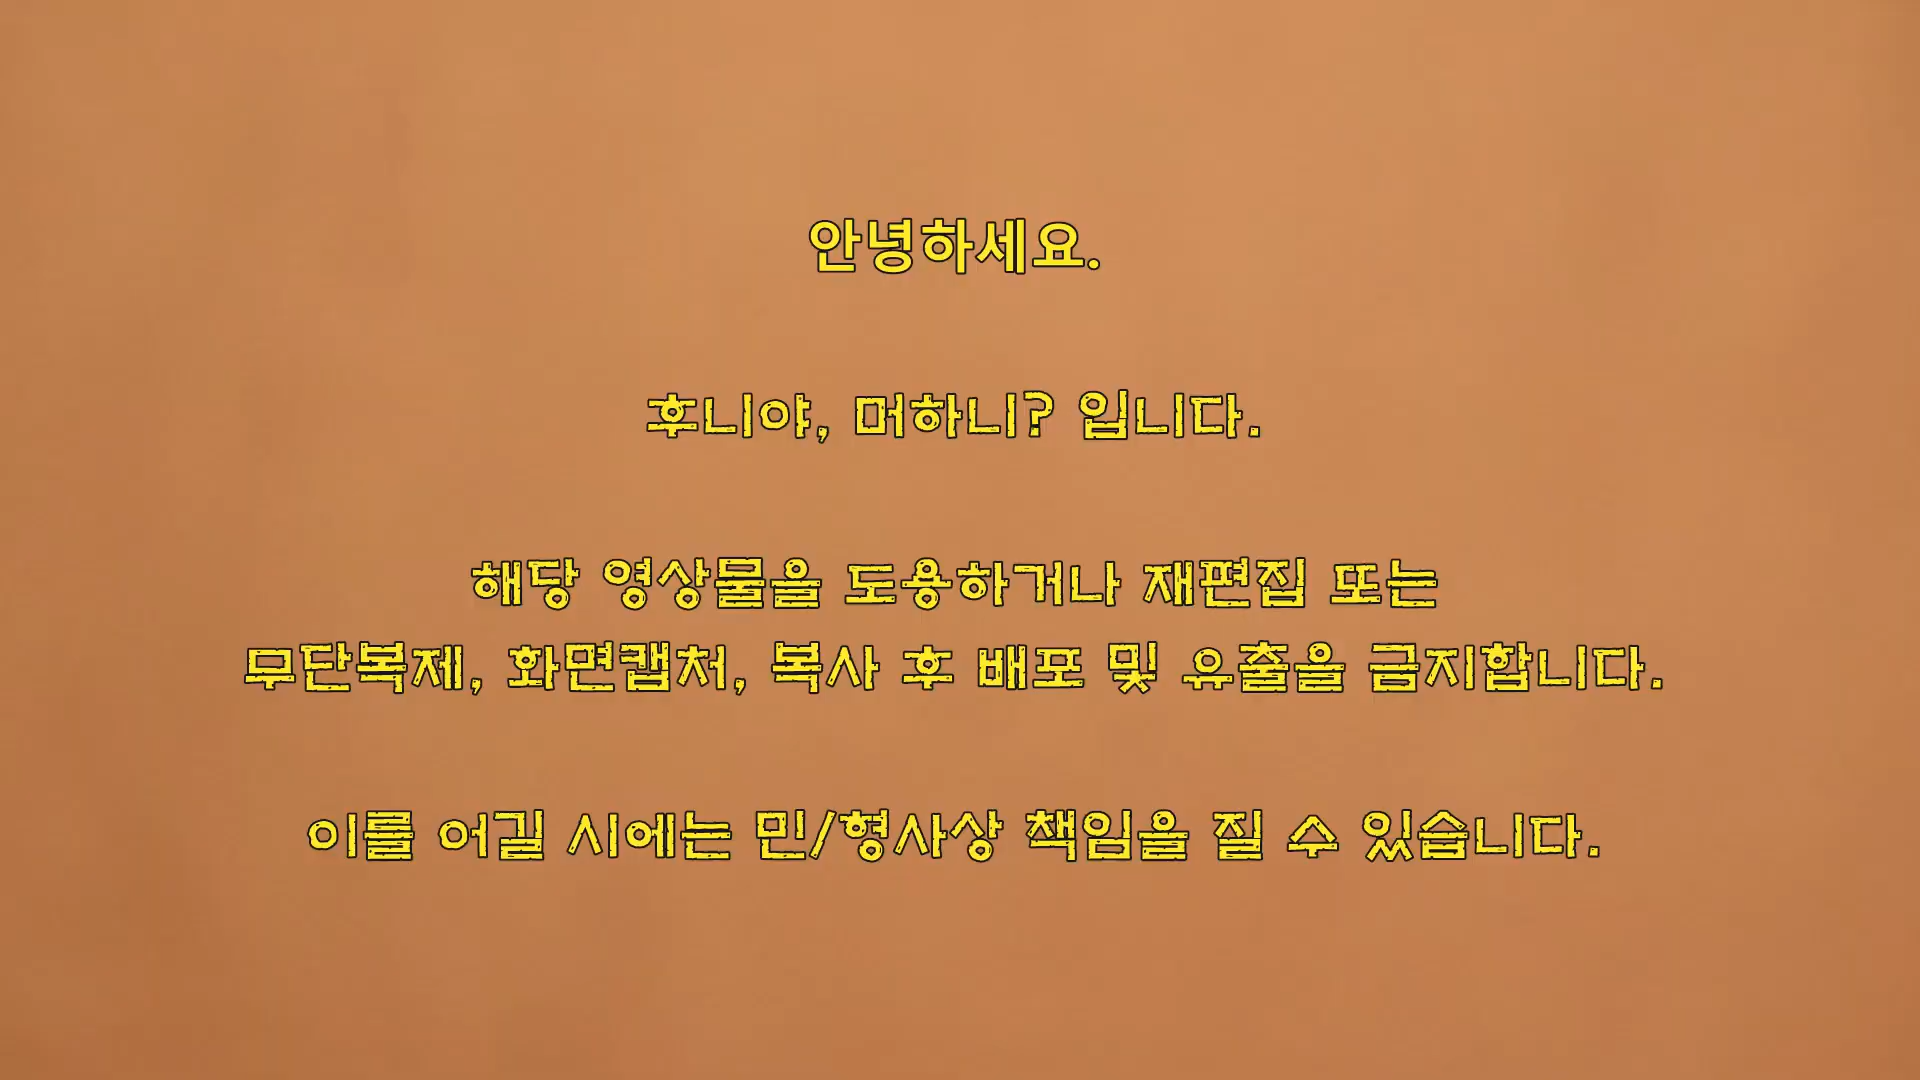 안녕하세요.
후니야, 머하니? 입니다.
해당 영상물을 도용하거나 재편집 또는
무단복제, 화면캡처, 복사 후 배포 및 유출을 금지합니다.
이를 어길 시에는 민/형사상 책임을 질 수 있습니다.